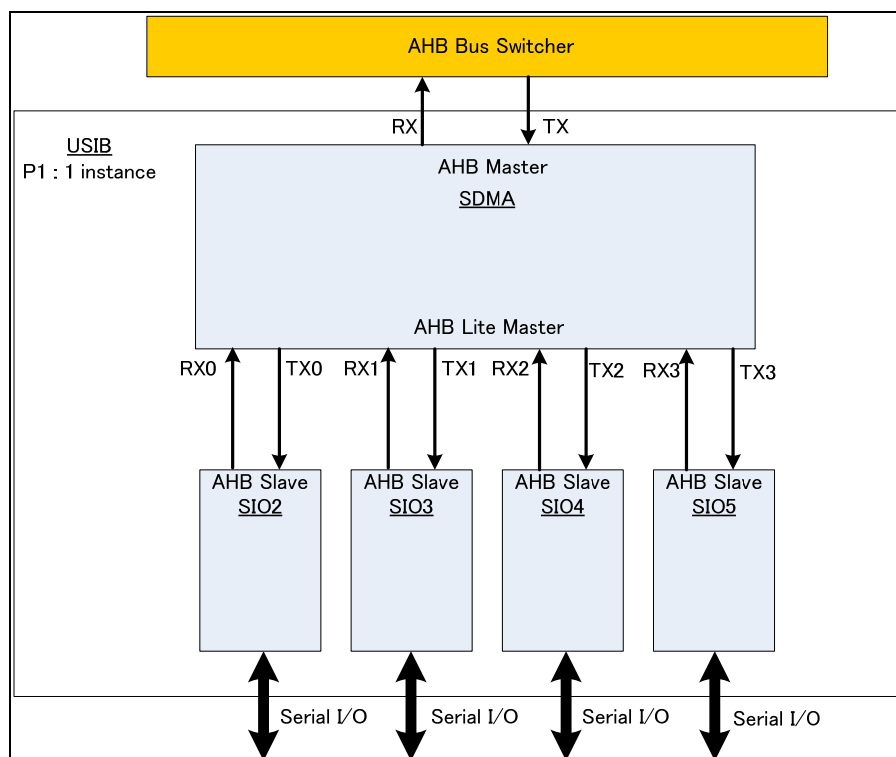 AHB Bus Switcher
RX
TX
USIB
P1 : 1 instance
AHB Master
SDMA
AHB Lite Master
RX0
TX0
RX1
TX1
RX2
TX2
RX3
TX3
AHB Slave
SIO2
AHB Slave
SIO3
AHB Slave
SIO4
AHB Slave
SIO5
Serial I/O
Serial I/O
Serial I/O
Serial I/O